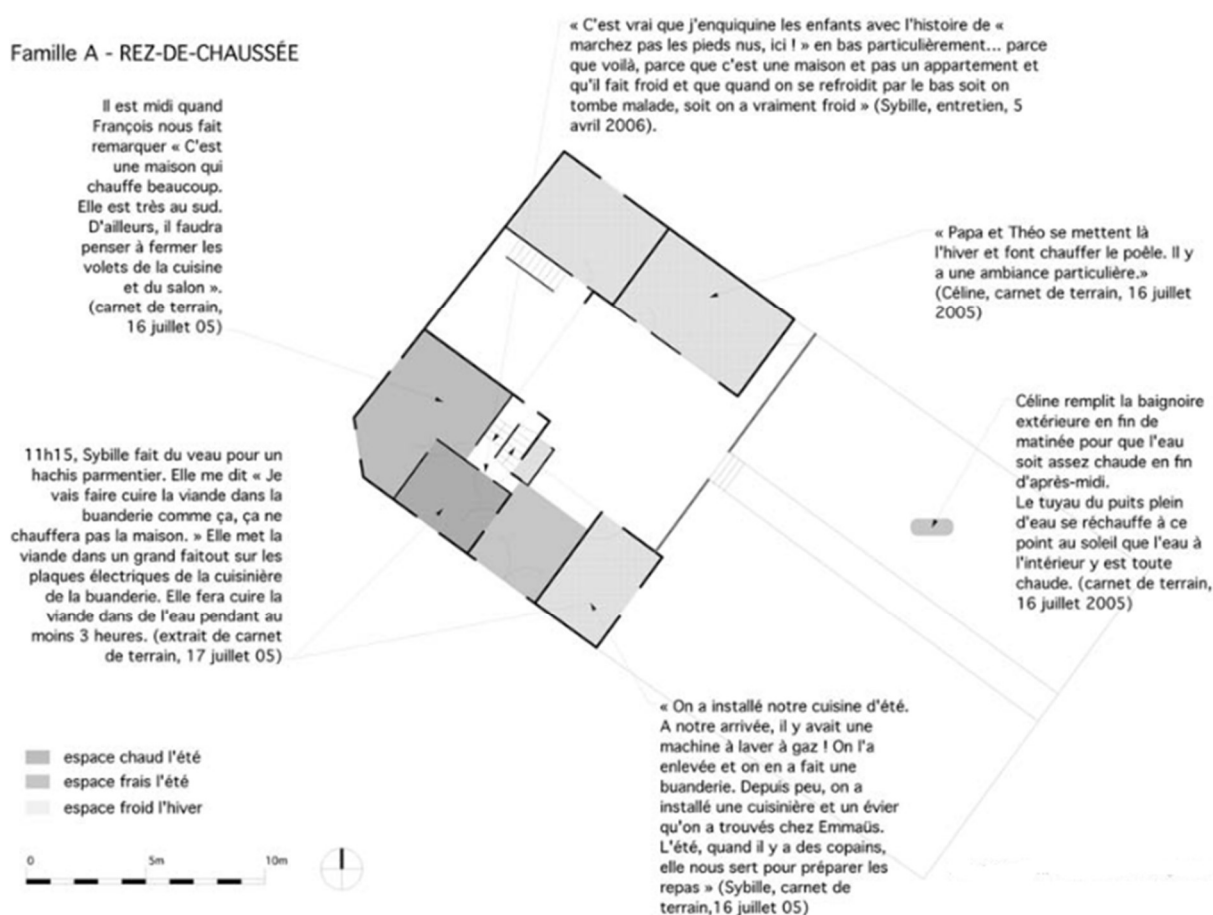 Famille A - REZ-DE-CHAUSSÉE
« C'est vrai que j'enquiquine les enfants avec l'histoire de «
marchez pas les pieds nus, ici ! » en bas particulièrement... parce
que voilà, parce que c'est une maison et pas un appartement et
qu'il fait froid et que quand on se refroidit par le bas soit on
tombe malade, soit on a vraiment froid » (Sybille, entretien, 5
avril 2006).
Il est midi quand
François nous fait
remarquer « C'est
une maison qui
chauffe beaucoup.
Elle est très au sud.
D'ailleurs, il faudra
penser à fermer les
volets de la cuisine
et du salon ».
(carnet de terrain,
16 juillet 05)
« Papa et Théo se mettent là
l'hiver et font chauffer le poêle. Il y
a une ambiance particulière.»
(Céline, carnet de terrain, 16 juillet
2005)
Céline remplit la baignoire
extérieure en fin de
matinée pour que l'eau
soit assez chaude en fin
d'après-midi.
Le tuyau du puits plein
d'eau se réchauffe à ce
point au soleil que l'eau à
l'intérieur y est toute
chaude. (carnet de terrain,
16 juillet 2005)
11h15, Sybille fait du veau pour un
hachis parmentier. Elle me dit « Je
vais faire cuire la viande dans la
buanderie comme ça, ça ne
chauffera pas la maison. » Elle met la
viande dans un grand faitout sur les
plaques électriques de la cuisinière
de la buanderie. Elle fera cuire la
viande dans de l'eau pendant au
moins 3 heures. (extrait de carnet
de terrain, 17 juillet 05)
« On a installé notre cuisine d'été.
A notre arrivée, il y avait une
machine à laver à gaz ! On l'a
enlevée et on en a fait une
buanderie. Depuis peu, on a
installé une cuisinière et un évier
qu'on a trouvés chez Emmaüs.
L'été, quand il y a des copains,
elle nous sert pour préparer les
repas » (Sybille, carnet de
terrain,16 juillet 05)
espace chaud l'été
espace frais l'été
espace froid l'hiver
0 5m 10m